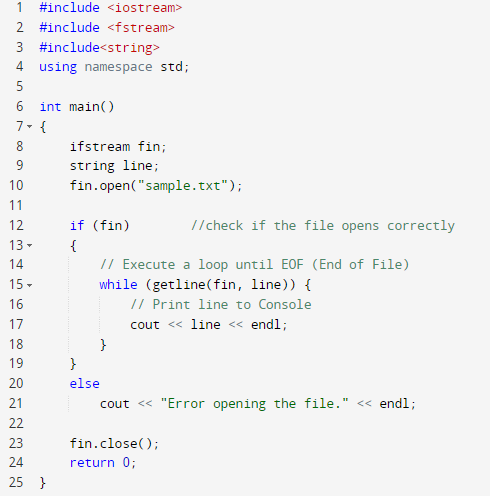 1 #include <iostream>
2 #include <fstream>
3 #include<string>
4 using namespace std;
5
6 int main()
7 {
8     ifstream fin;
9     string line;
10     fin.open("sample.txt");
11
12     if (fin)        //check if the file opens correctly
13     {
14         // Execute a loop until EOF (End of File)
15         while (getline(fin, line)) {
16             // Print line to Console
17             cout << line << endl;
18         }
19     }
20     else
21         cout << "Error opening the file." << endl;
22
23     fin.close();
24     return 0;
25 }